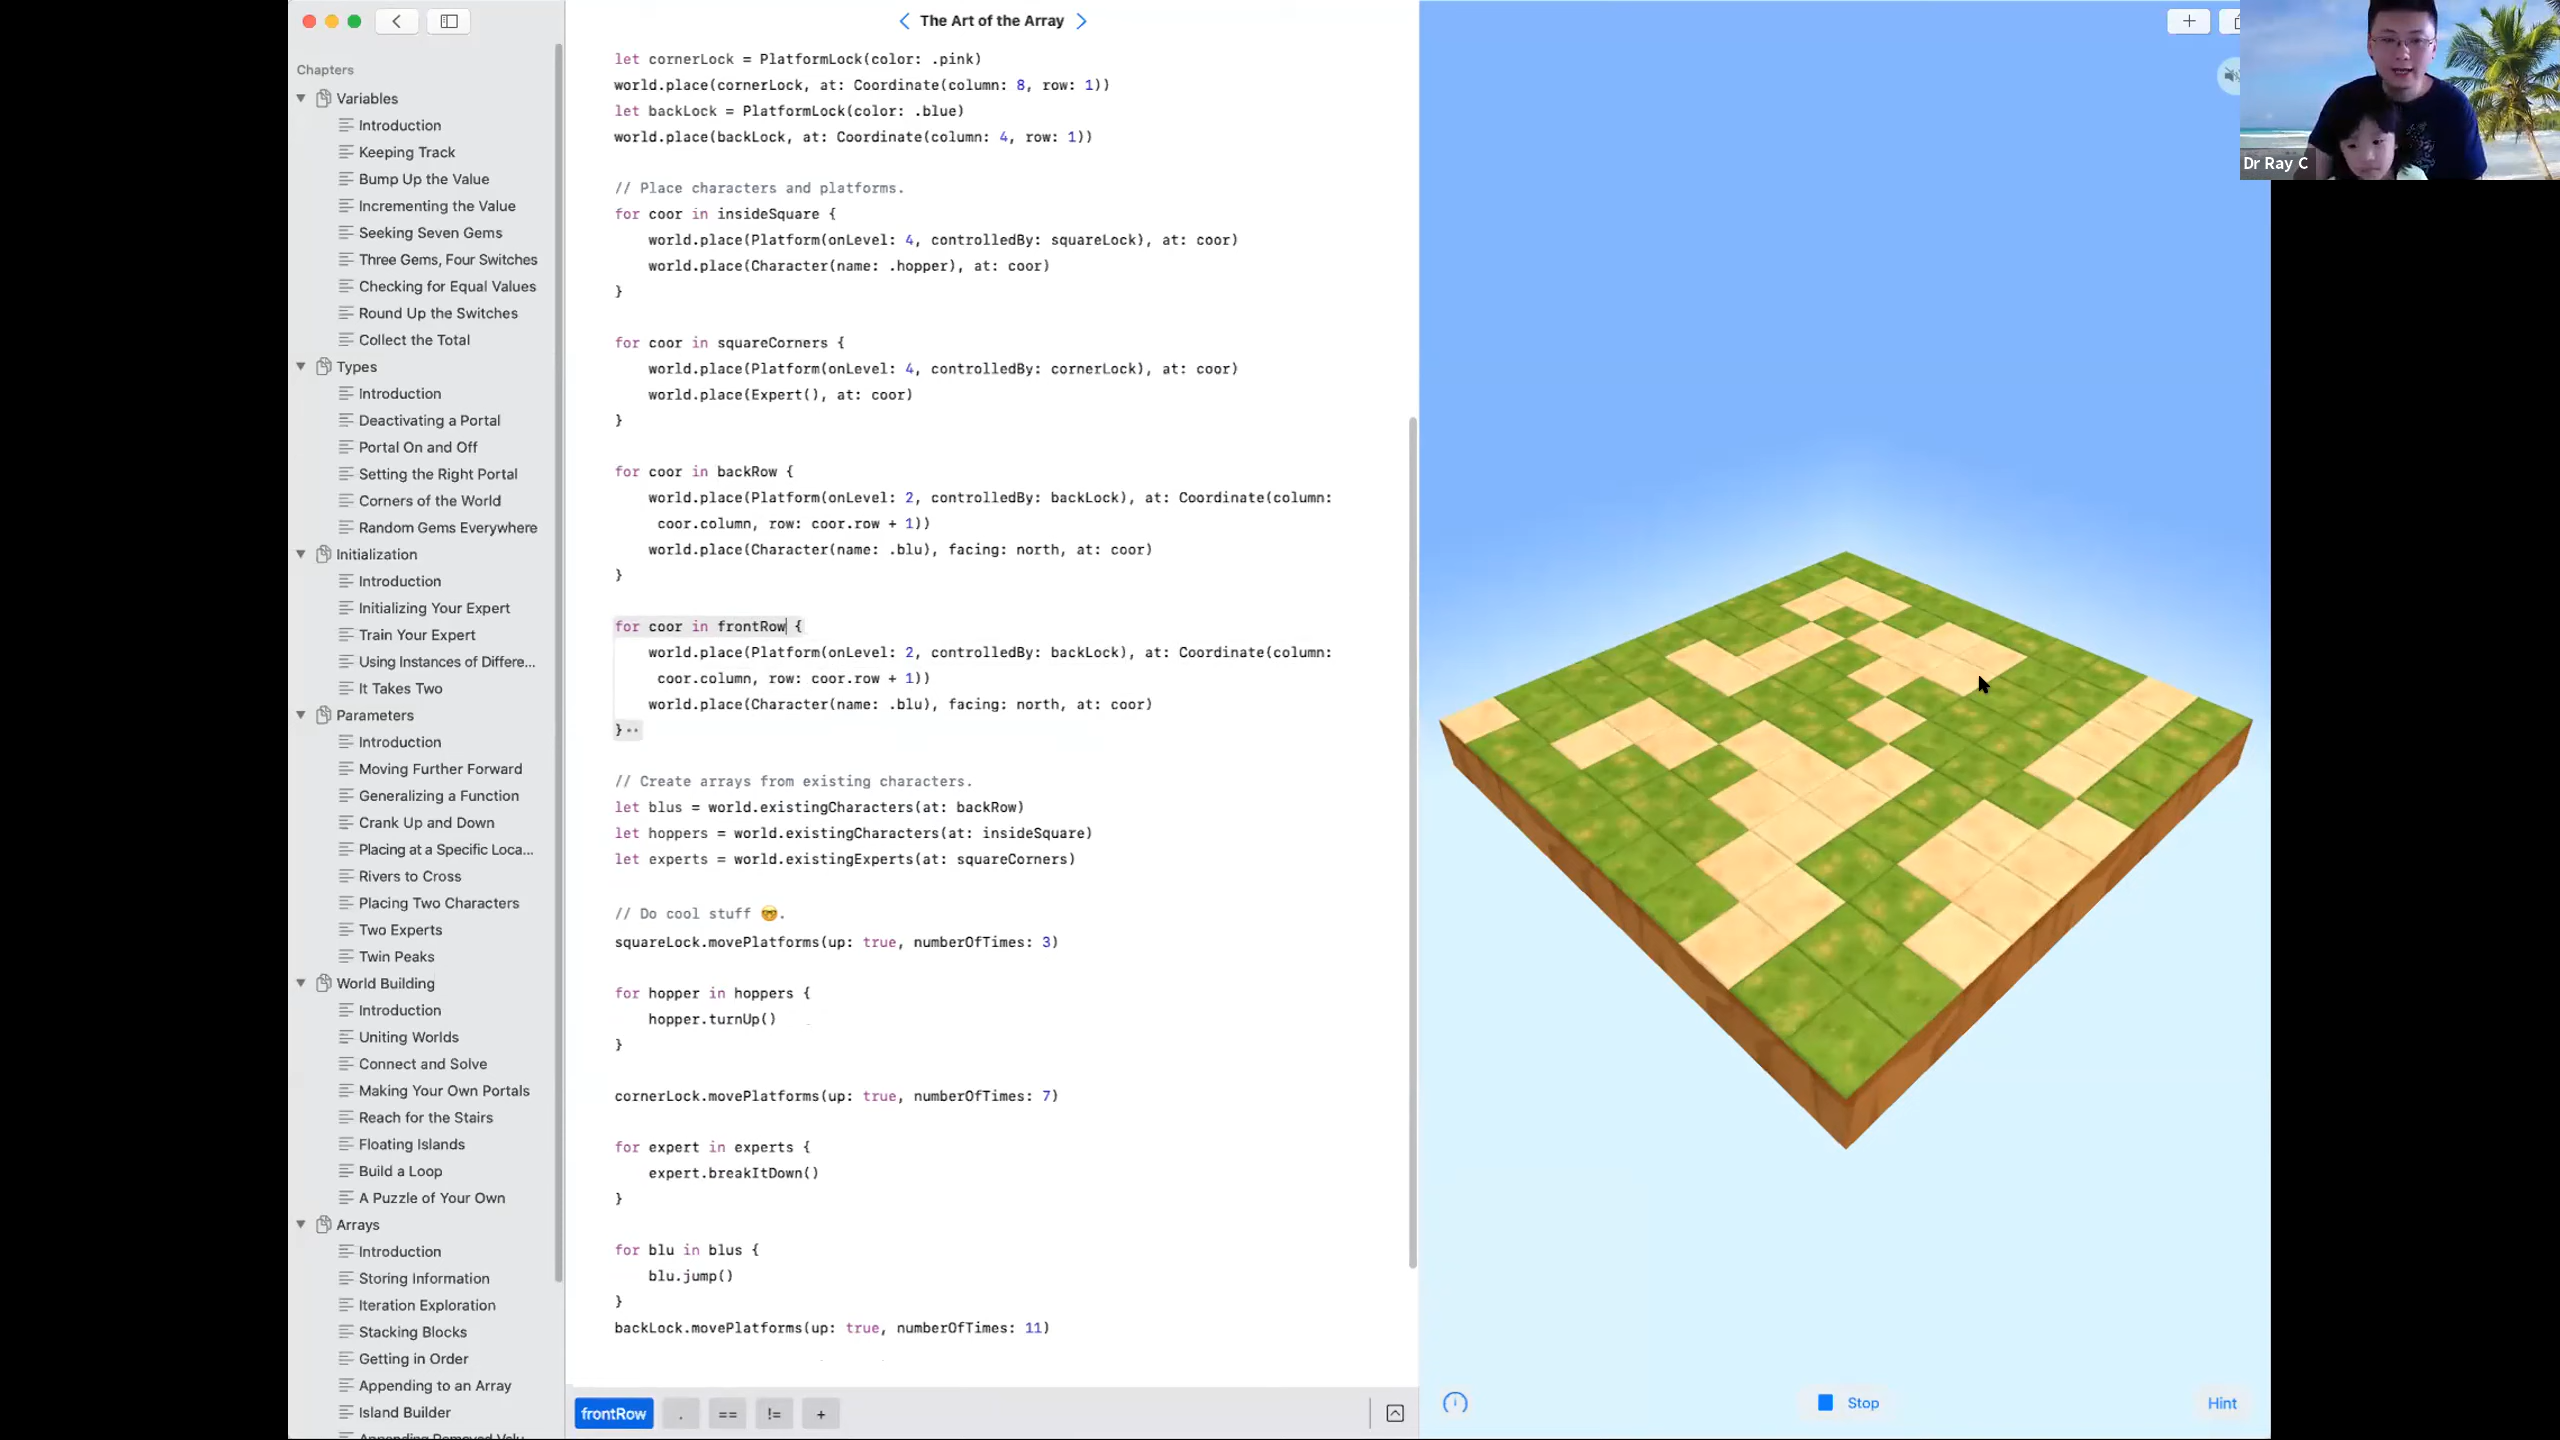 Chapters
Variables
Introduction
Keeping Track
Bump Up the Value
Incrementing the Value
Seeking Seven Gems
Three Gems, Four Switches
Checking for Equal Values
Round Up the Switches
Collect the Total
Types
Introduction
Deactivating a Portal
Portal On and Off
Setting the Right Portal
Corners of the World
Random Gems Everywhere
Initialization
Introduction
Initializing Your Expert
Train Your Expert
Using Instances of Differe...
It Takes Two
Parameters
Introduction
Moving Further Forward
Generalizing a Function
Crank Up and Down
Placing at a Specific Loca...
Rivers to Cross
Placing Two Characters
Two Experts
Twin Peaks
World Building
Introduction
Uniting Worlds
Connect and Solve
Making Your Own Portals
Reach for the Stairs
Floating Islands
Build a Loop
A Puzzle of Your Own
Arrays
Introduction
Storing Information
Iteration Exploration
Stacking Blocks
Getting in Order
Appending to an Array
Island Builder
The Art of the Array
let cornerLock = PlatformLock(color: .pink)
world.place(cornerLock, at: Coordinate(column: 8, row: 1))
let backLock = PlatformLock(color: .blue)
world.place(backLock, at: Coordinate(column: 4, row: 1))
// Place characters and platforms.
for coor in insideSquare {
world.place(Platform(onLevel: 4, controlledBy: squareLock), at: coor)
world.place(Character(name: .hopper), at: coor)
}
for coor in squareCorners {
world.place(Platform(onLevel: 4, controlledBy: cornerLock), at: coor)
world.place(Expert(), at: coor)
}
for coor in backRow {
world.place(Platform(onLevel: 2, controlledBy: backLock), at: Coordinate(column:
coor.column, row: coor.row + 1))
world.place(Character(name: .blu), facing: north, at: coor)
}
for coor in frontRow {
world.place(Platform(onLevel: 2, controlledBy: backLock), at: Coordinate(column:
coor.column, row: coor.row + 1))
world.place(Character(name: .blu), facing: north, at: coor)
}
// Create arrays from existing characters.
let blus = world.existingCharacters(at: backRow)
let hoppers = world.existingCharacters(at: insideSquare)
let experts = world.existingExperts(at: squareCorners)
// Do cool stuff 🤓.
squareLock.movePlatforms(up: true, numberOfTimes: 3)
for hopper in hoppers {
hopper.turnUp()
}
cornerLock.movePlatforms(up: true, numberOfTimes: 7)
for expert in experts {
expert.breakItDown()
}
for blu in blus {
blu.jump()
}
backLock.movePlatforms(up: true, numberOfTimes: 11)
frontRow . == != +
Stop
Hint
Dr Ray C